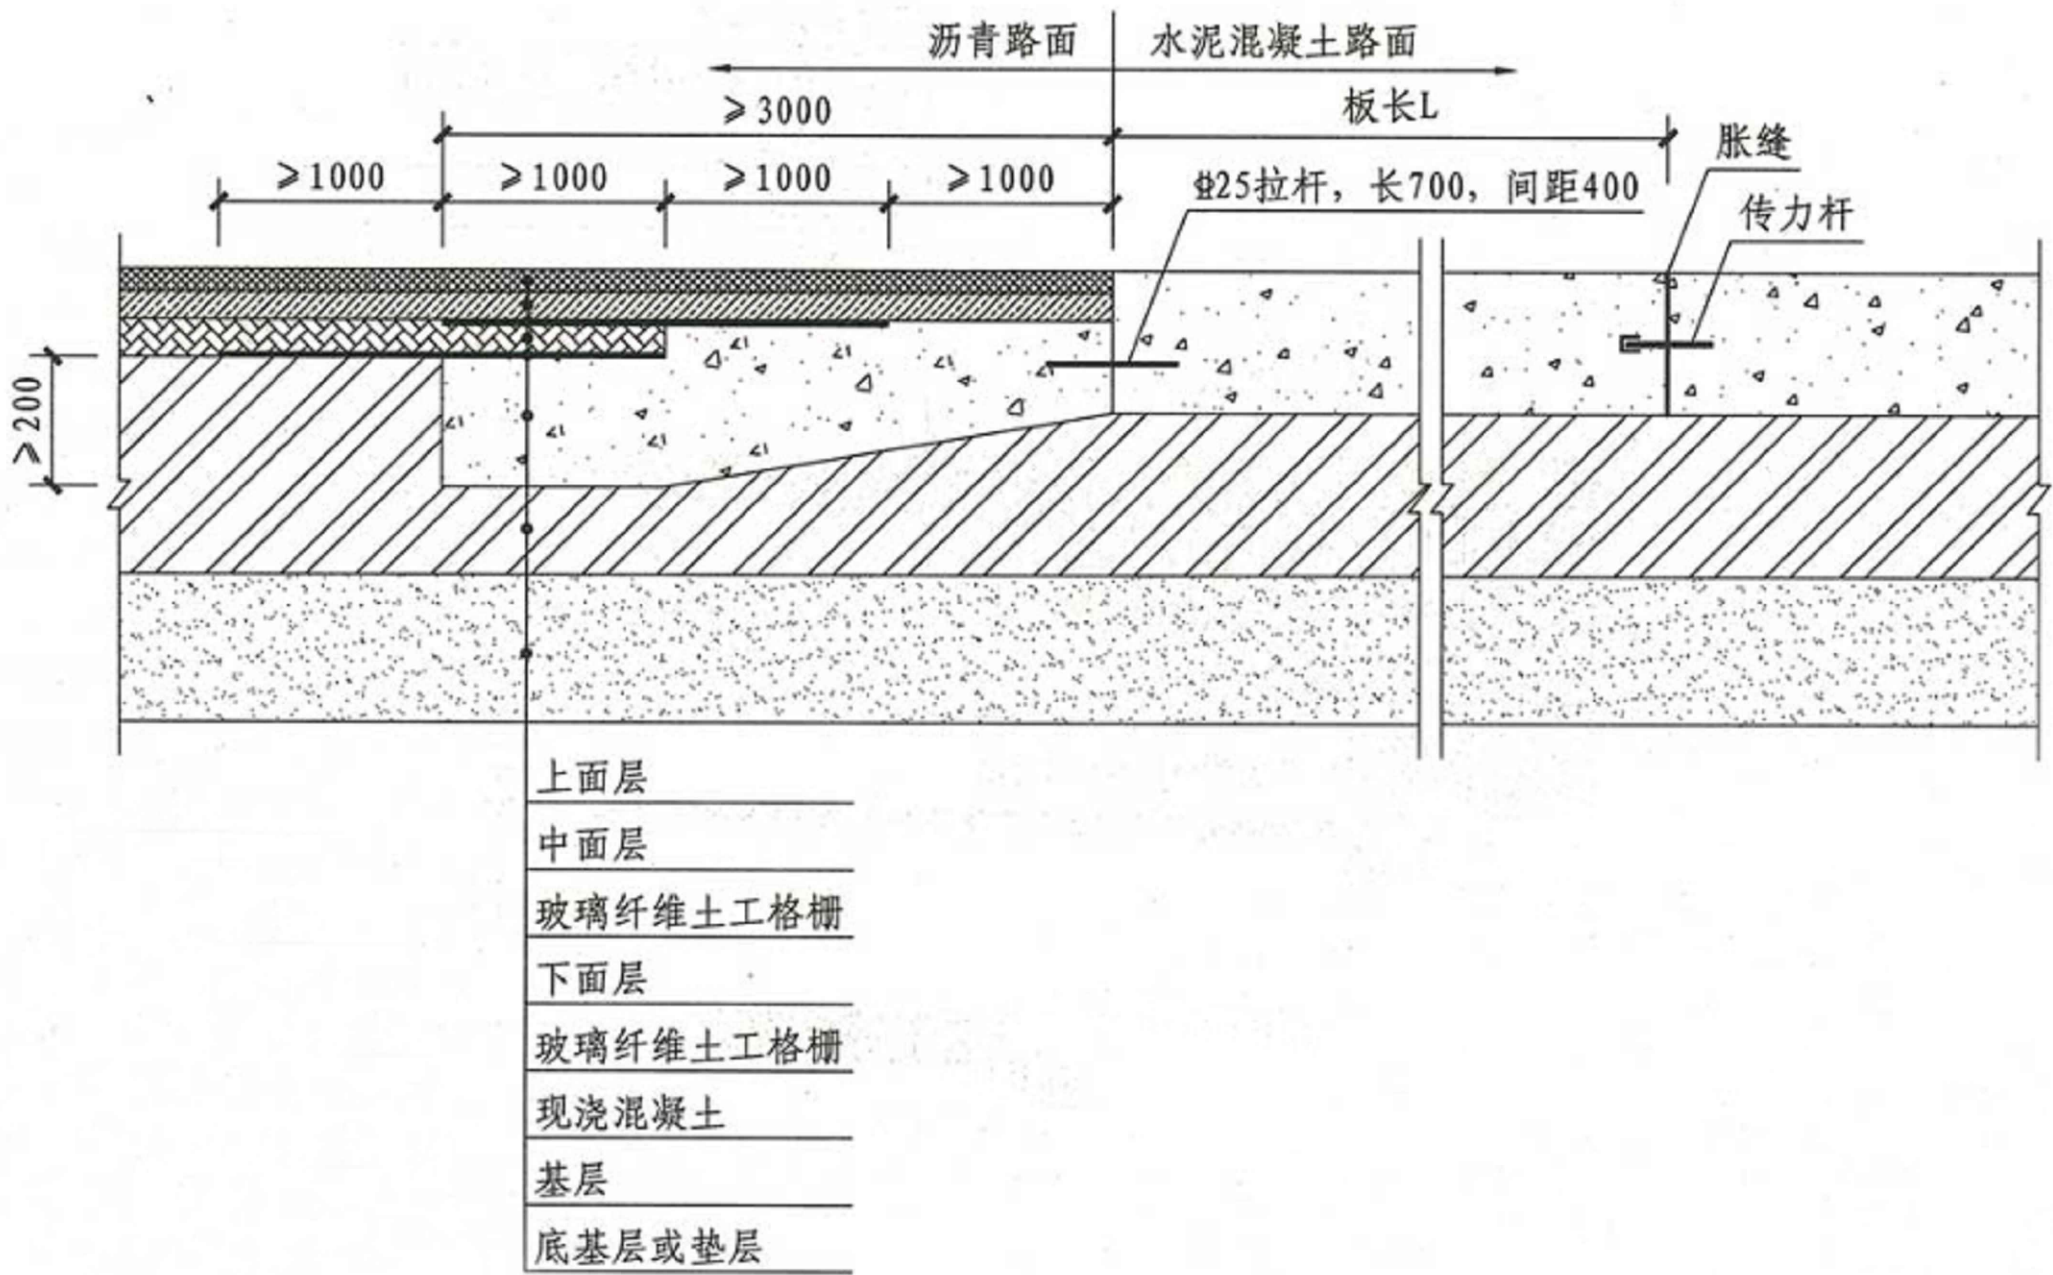 沥青路面 水泥混凝土路面
≥3000 板长L
胀缝
≥1000 ≥1000 ≥1000 ≥1000 ⌀25拉杆，长700，间距400
传力杆
≥200
上面层
中面层
玻璃纤维土工格栅
下面层
玻璃纤维土工格栅
现浇混凝土
基层
底基层或垫层